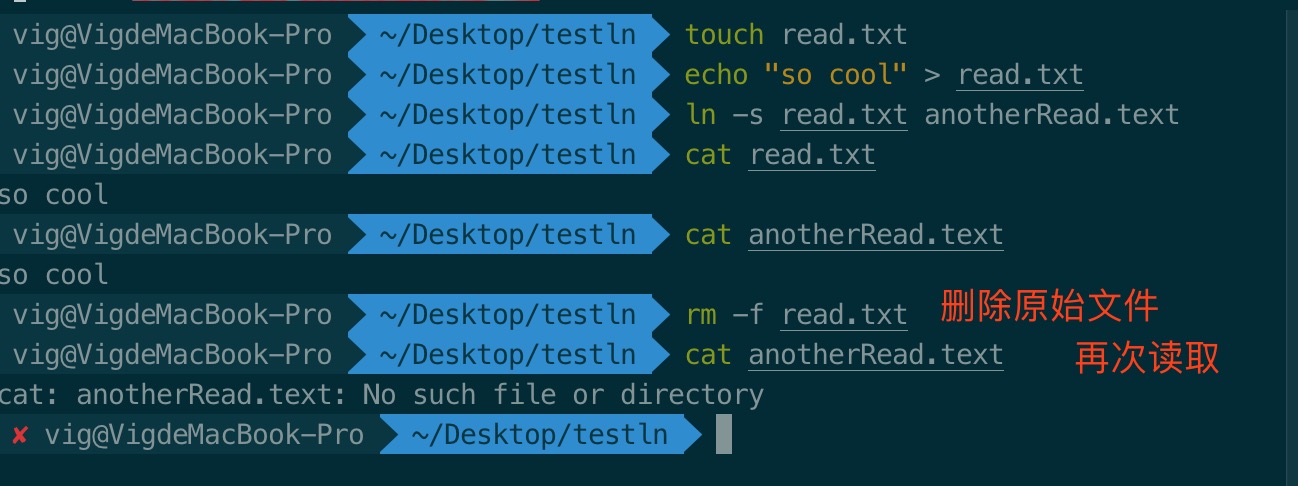 vig@VigdeMacBook-Pro ~/Desktop/testln touch read.txt
vig@VigdeMacBook-Pro ~/Desktop/testln echo "so cool" > read.txt
vig@VigdeMacBook-Pro ~/Desktop/testln ln -s read.txt anotherRead.text
vig@VigdeMacBook-Pro ~/Desktop/testln cat read.txt
so cool
vig@VigdeMacBook-Pro ~/Desktop/testln cat anotherRead.text
so cool
vig@VigdeMacBook-Pro ~/Desktop/testln rm -f read.txt 删除原始文件
vig@VigdeMacBook-Pro ~/Desktop/testln cat anotherRead.text 再次读取
cat: anotherRead.text: No such file or directory
✘ vig@VigdeMacBook-Pro ~/Desktop/testln